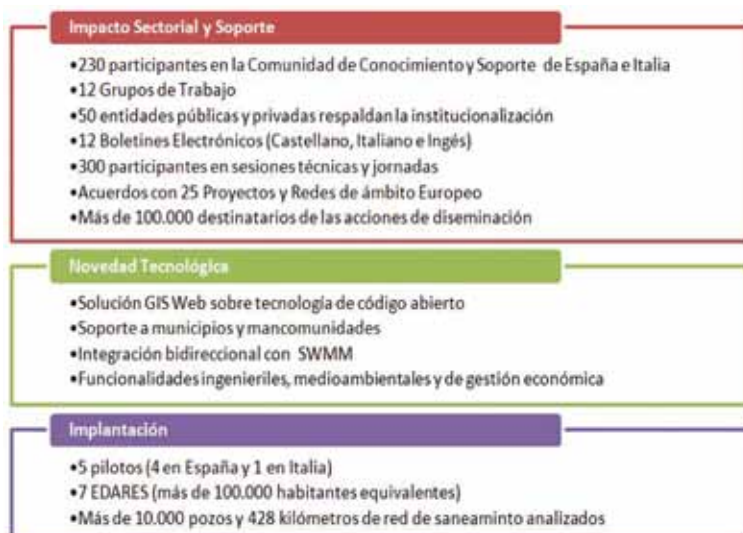 Impacto Sectorial y Soporte
•230 participantes en la Comunidad de Conocimiento y Soporte de España e Italia
•12 Grupos de Trabajo
•50 entidades públicas y privadas respaldan la institucionalización
•12 Boletines Electrónicos (Castellano, Italiano e Ingés)
•300 participantes en sesiones técnicas y jornadas
•Acuerdos con 25 Proyectos y Redes de ámbito Europeo
•Más de 100.000 destinatarios de las acciones de diseminación
Novedad Tecnológica
•Solución GIS Web sobre tecnología de código abierto
•Soporte a municipios y mancomunidades
•Integración bidireccional con SWMM
•Funcionalidades ingenieriles, medioambientales y de gestión económica
Implantación
•5 pilotos (4 en España y 1 en Italia)
•7 EDARES (más de 100.000 habitantes equivalentes)
•Más de 10.000 pozos y 428 kilómetros de red de saneaminto analizados